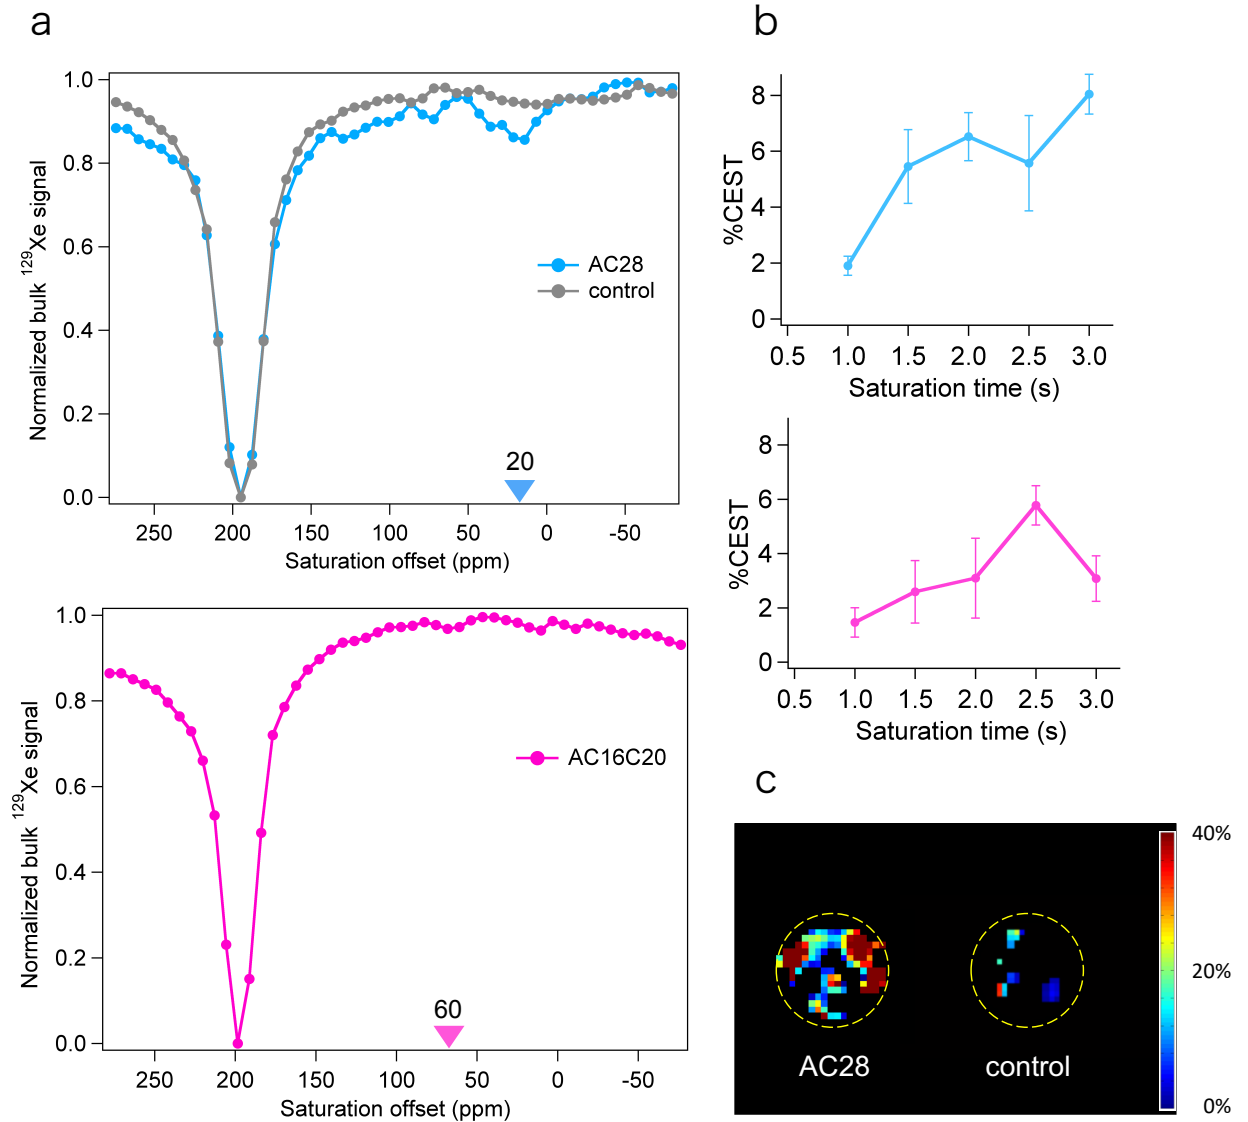 a
1.0
0.8
0.6
0.4
0.2
0.0
Normalized bulk ¹²⁹Xe signal
AC28
control
20
250 200 150 100 50 0 -50
Saturation offset (ppm)
1.0
0.8
0.6
0.4
0.2
0.0
Normalized bulk ¹²⁹Xe signal
AC16C20
60
250 200 150 100 50 0 -50
Saturation offset (ppm)
b
8
6
4
2
0
%CEST
0.5 1.0 1.5 2.0 2.5 3.0
Saturation time (s)
8
6
4
2
0
%CEST
0.5 1.0 1.5 2.0 2.5 3.0
Saturation time (s)
c
40%
20%
0%
AC28 control